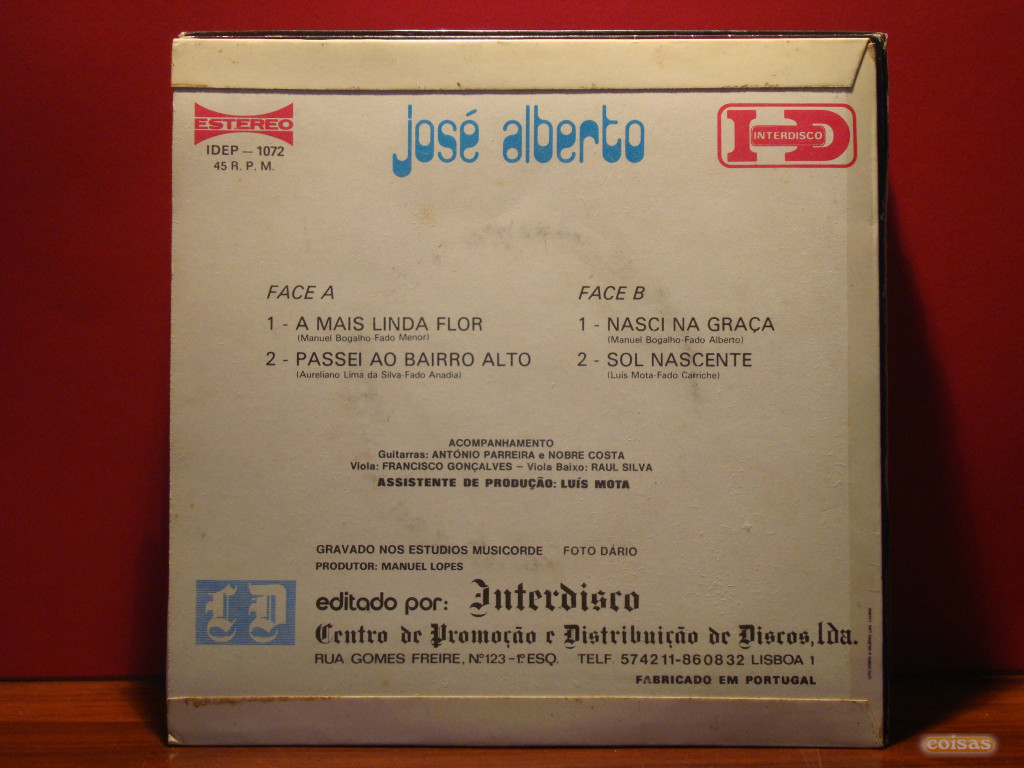 ESTEREO
IDEP – 1072
45 R. P. M.
josé alberto
INTERDISCO
FACE A
1 - A MAIS LINDA FLOR
(Manuel Bogalho-Fado Menor)
2 - PASSEI AO BAIRRO ALTO
(Aureliano Lima da Silva-Fado Anadia)
FACE B
1 - NASCI NA GRAÇA
(Manuel Bogalho-Fado Alberto)
2 - SOL NASCENTE
(Luís Mota-Fado Carriche)
ACOMPANHAMENTO
Guitarras: ANTÓNIO PARREIRA e NOBRE COSTA
Viola: FRANCISCO GONÇALVES – Viola Baixo: RAUL SILVA
ASSISTENTE DE PRODUÇÃO: LUÍS MOTA
GRAVADO NOS ESTUDIOS MUSICORDE FOTO DÁRIO
PRODUTOR: MANUEL LOPES
ID
editado por: Interdisco
Centro de Promoção e Distribuição de Discos, lda.
RUA GOMES FREIRE, Nº123-1ºESQ. TELF. 574211-860832 LISBOA 1
FABRICADO EM PORTUGAL
coisas